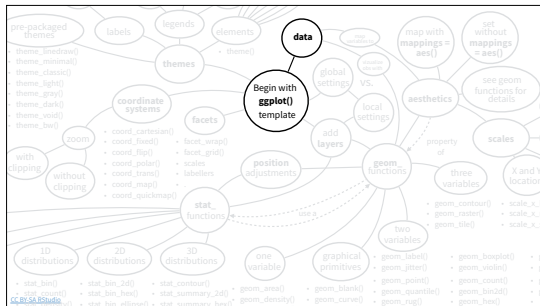 pre-packaged
themes
theme_linedraw()
theme_minimal()
theme_classic()
theme_light()
theme_gray()
theme_dark()
theme_void()
theme_bw()
labels
legends
elements
theme()
themes
data
Begin with
ggplot()
template
coordinate
systems
coord_cartesian()
coord_fixed()
coord_flip()
coord_polar()
coord_trans()
coord_map()
coord_quickmap()
zoom
with
clipping
without
clipping
facets
facet_wrap()
facet_grid()
scales
labellers
global
settings
VS.
local
settings
add
layers
map with
mappings =
aes()
set
without
mappings
=aes()
aesthetics
see geom
functions for
details
scales
property
of
position
adjustments
geom_
functions
three
variables
geom_contour()
geom_raster()
geom_tile()
X and Y
location
scale_x_
scale_x_
scale_x_
stat_
functions
use a
two
variables
geom_label()
geom_jitter()
geom_point()
geom_quantile()
geom_rug()
geom_boxplot()
geom_violin()
geom_count()
geom_bin2d()
geom_hex()
1D
distributions
stat_bin()
stat_count()
2D
distributions
stat_bin_2d()
stat_bin_hex()
3D
distributions
stat_contour()
stat_summary_2d()
one
variable
geom_area()
geom_density()
graphical
primitives
geom_blank()
geom_curve()
CC BY-SA RStudio